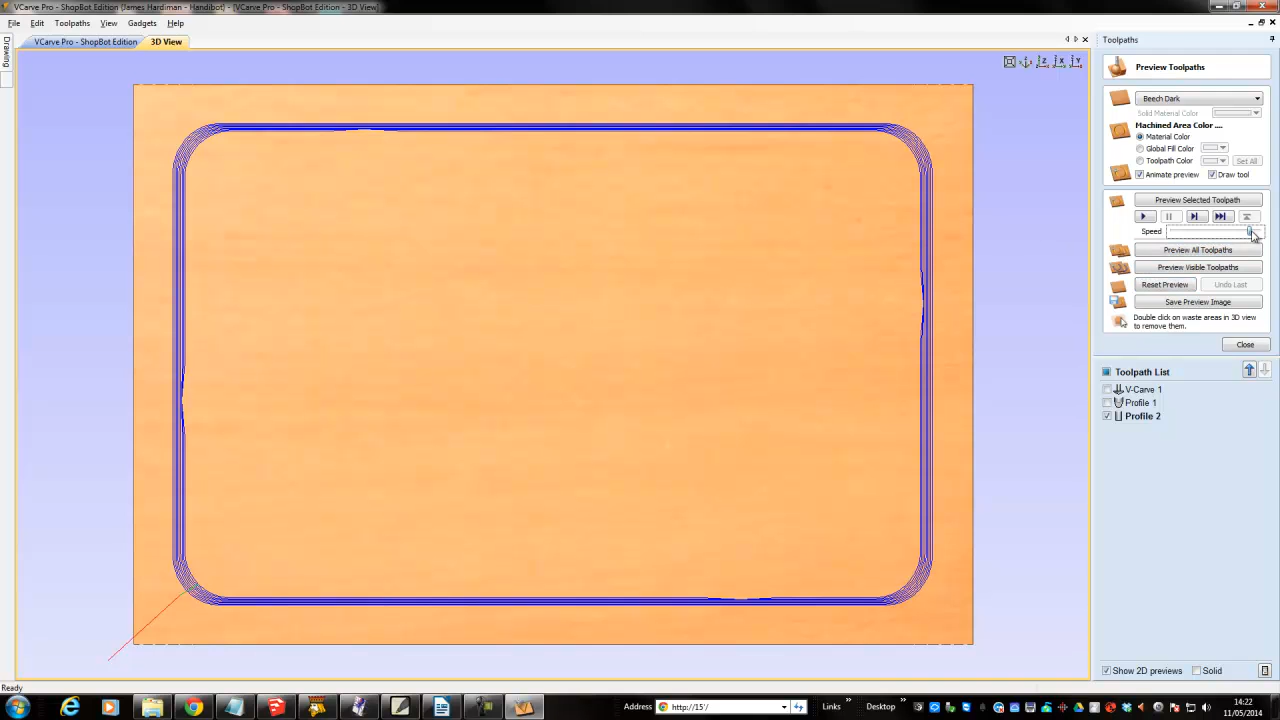 VCarve Pro - ShopBot Edition (James Hardiman - Handibot) - [VCarve Pro - ShopBot Edition - 3D View]
File Edit Toolpaths View Gadgets Help
Drawing
VCarve Pro - ShopBot Edition 3D View
Toolpaths
Preview Toolpaths
Beech Dark
Solid Material Color
Machined Area Color ....
Material Color
Global Fill Color
Toolpath Color Set All
Animate preview Draw tool
Preview Selected Toolpath
Speed
Preview All Toolpaths
Preview Visible Toolpaths
Reset Preview Undo Last
Save Preview Image
Double click on waste areas in 3D view
to remove them.
Close
Toolpath List
V-Carve 1
Profile 1
Profile 2
Show 2D previews Solid
Ready
Address http://15'/ Links Desktop
14:22
11/05/2014